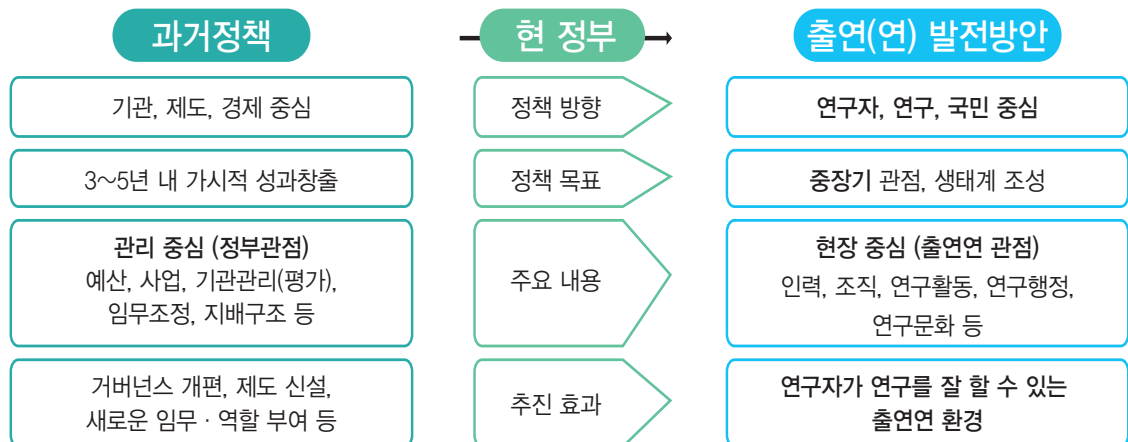 과거정책
현 정부
출연(연) 발전방안
기관, 제도, 경제 중심
정책 방향
연구자, 연구, 국민 중심
3~5년 내 가시적 성과창출
정책 목표
중장기 관점, 생태계 조성
관리 중심 (정부관점)
예산, 사업, 기관관리(평가),
임무조정, 지배구조 등
주요 내용
현장 중심 (출연연 관점)
인력, 조직, 연구활동, 연구행정,
연구문화 등
거버넌스 개편, 제도 신설,
새로운 임무 · 역할 부여 등
추진 효과
연구자가 연구를 잘 할 수 있는
출연연 환경